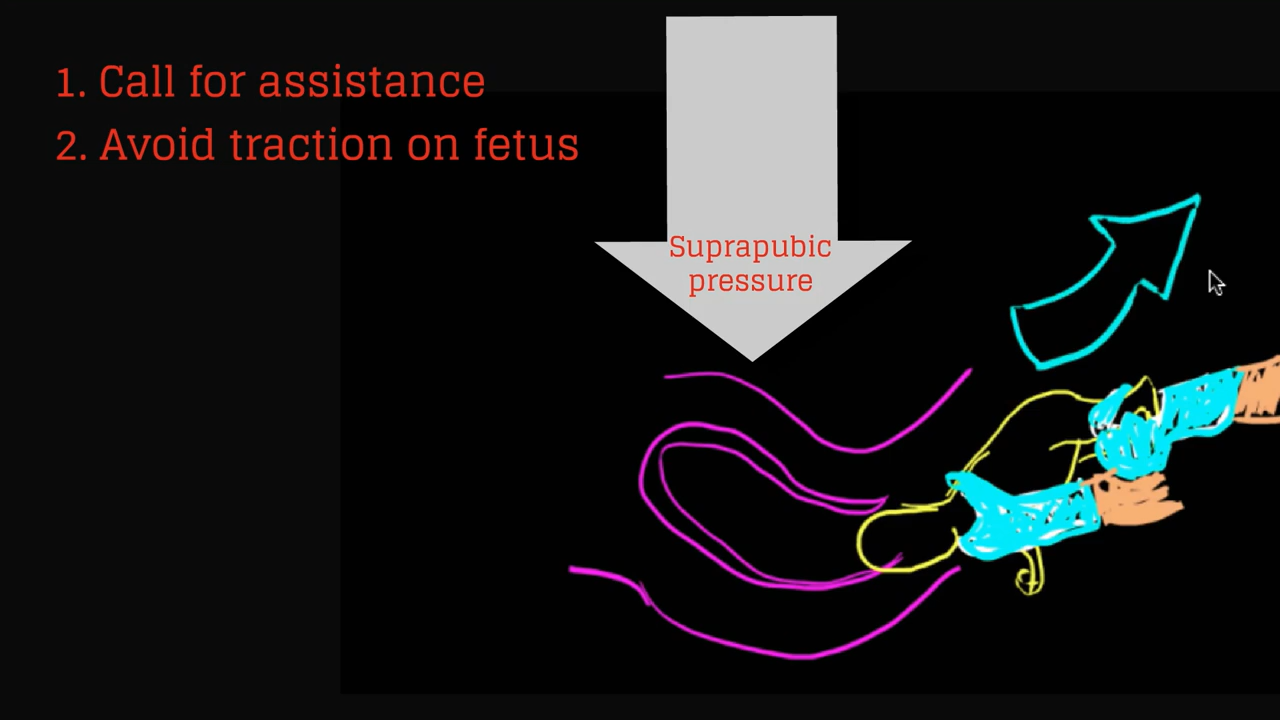 1. Call for assistance
2. Avoid traction on fetus
Suprapubic
pressure